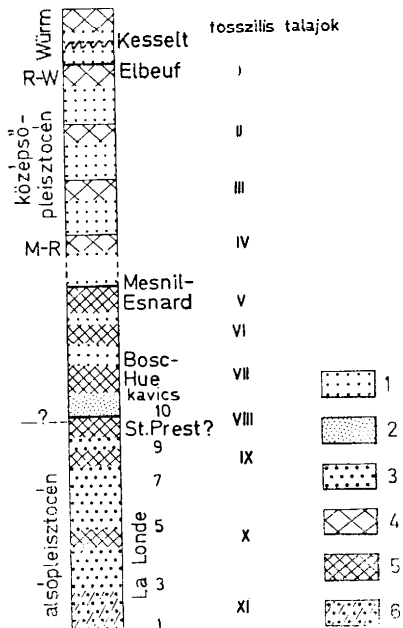 fosszilis talajok
Würm
Kesselt
R-W
Elbeuf
I
középső-
pleisztocén
II
III
M-R
IV
Mesnil-
Esnard
V
VI
Bosc-
Hue
VII
kavics
10
—?
St.Prest?
VIII
9
IX
7
alsópleisztocén
La Londe
5
X
3
XI
1
1
2
3
4
5
6